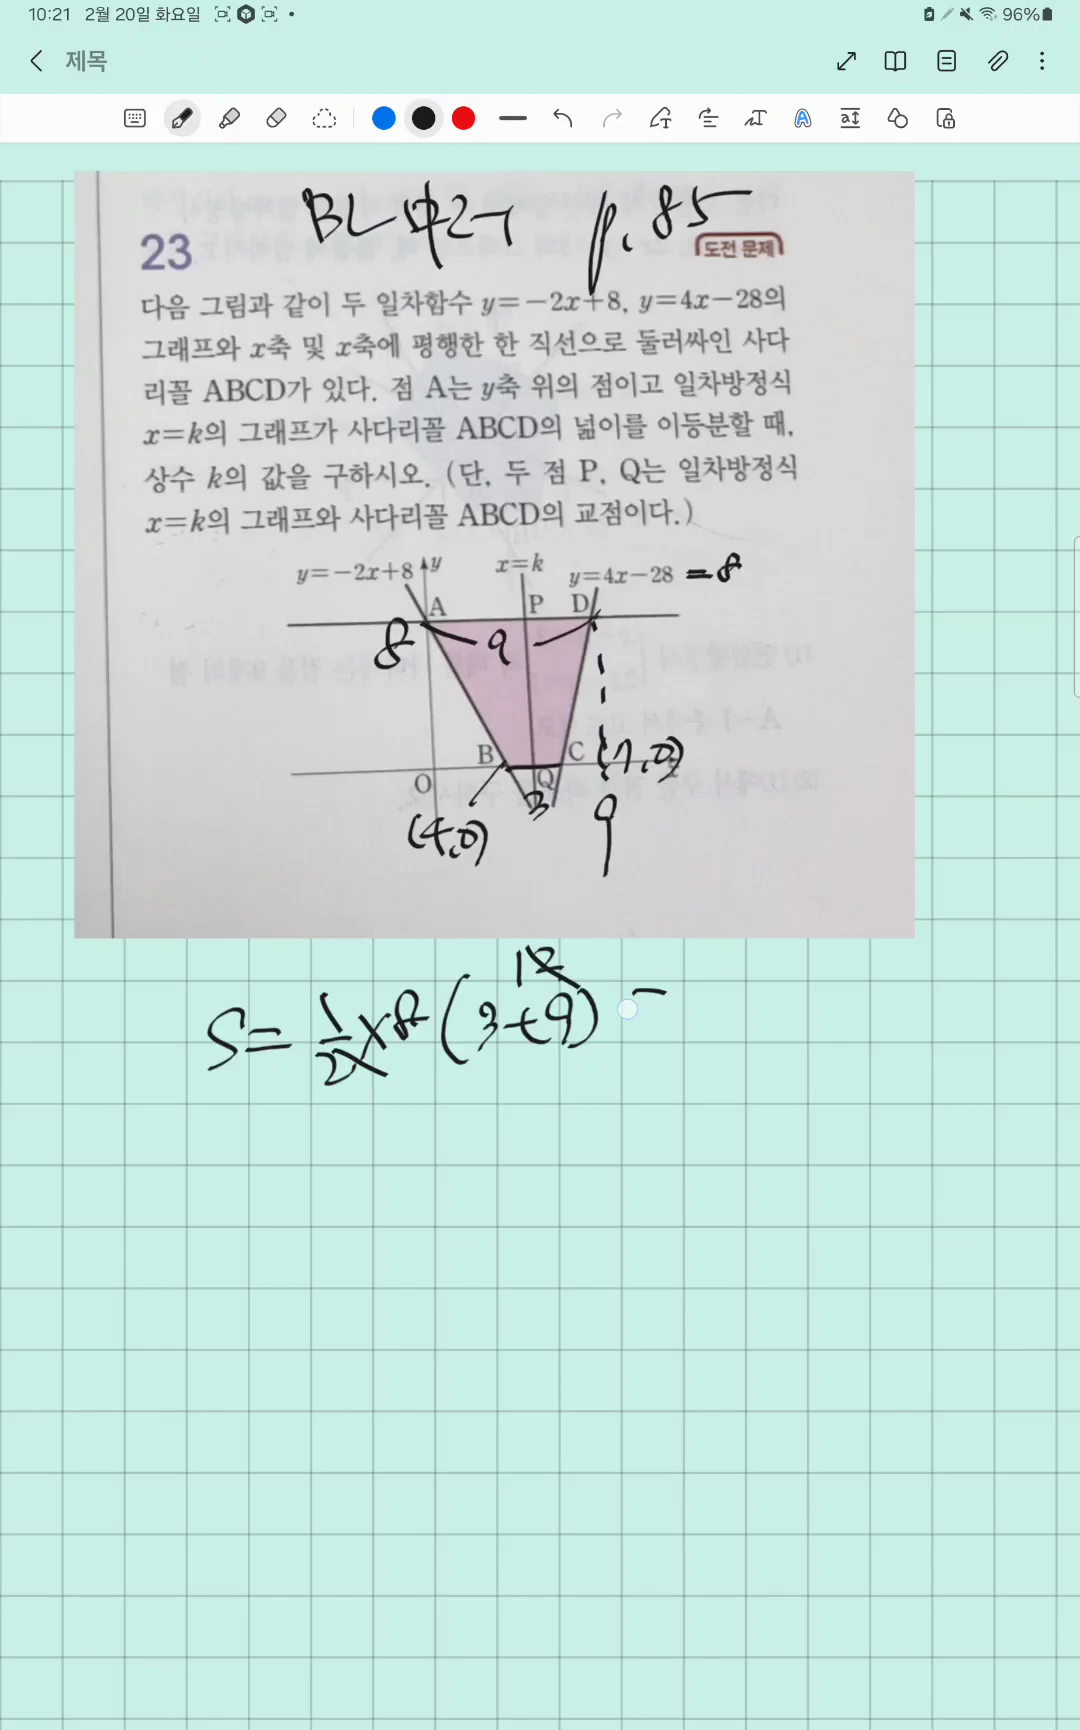 10:21 2월 20일 화요일
96%
제목
BL 中2-1 p.85
23
도전 문제
다음 그림과 같이 두 일차함수 y=-2x+8, y=4x-28의
그래프와 x축 및 x축에 평행한 한 직선으로 둘러싸인 사다
리꼴 ABCD가 있다. 점 A는 y축 위의 점이고 일차방정식
x=k의 그래프가 사다리꼴 ABCD의 넓이를 이등분할 때,
상수 k의 값을 구하시오. (단, 두 점 P, Q는 일차방정식
x=k의 그래프와 사다리꼴 ABCD의 교점이다.)
y=-2x+8 y x=k y=4x-28 =8
A P D
8 9
B C (7,0)
O Q
(4,0) 3 9
12
S= 1/2 × 8 (3+9) =